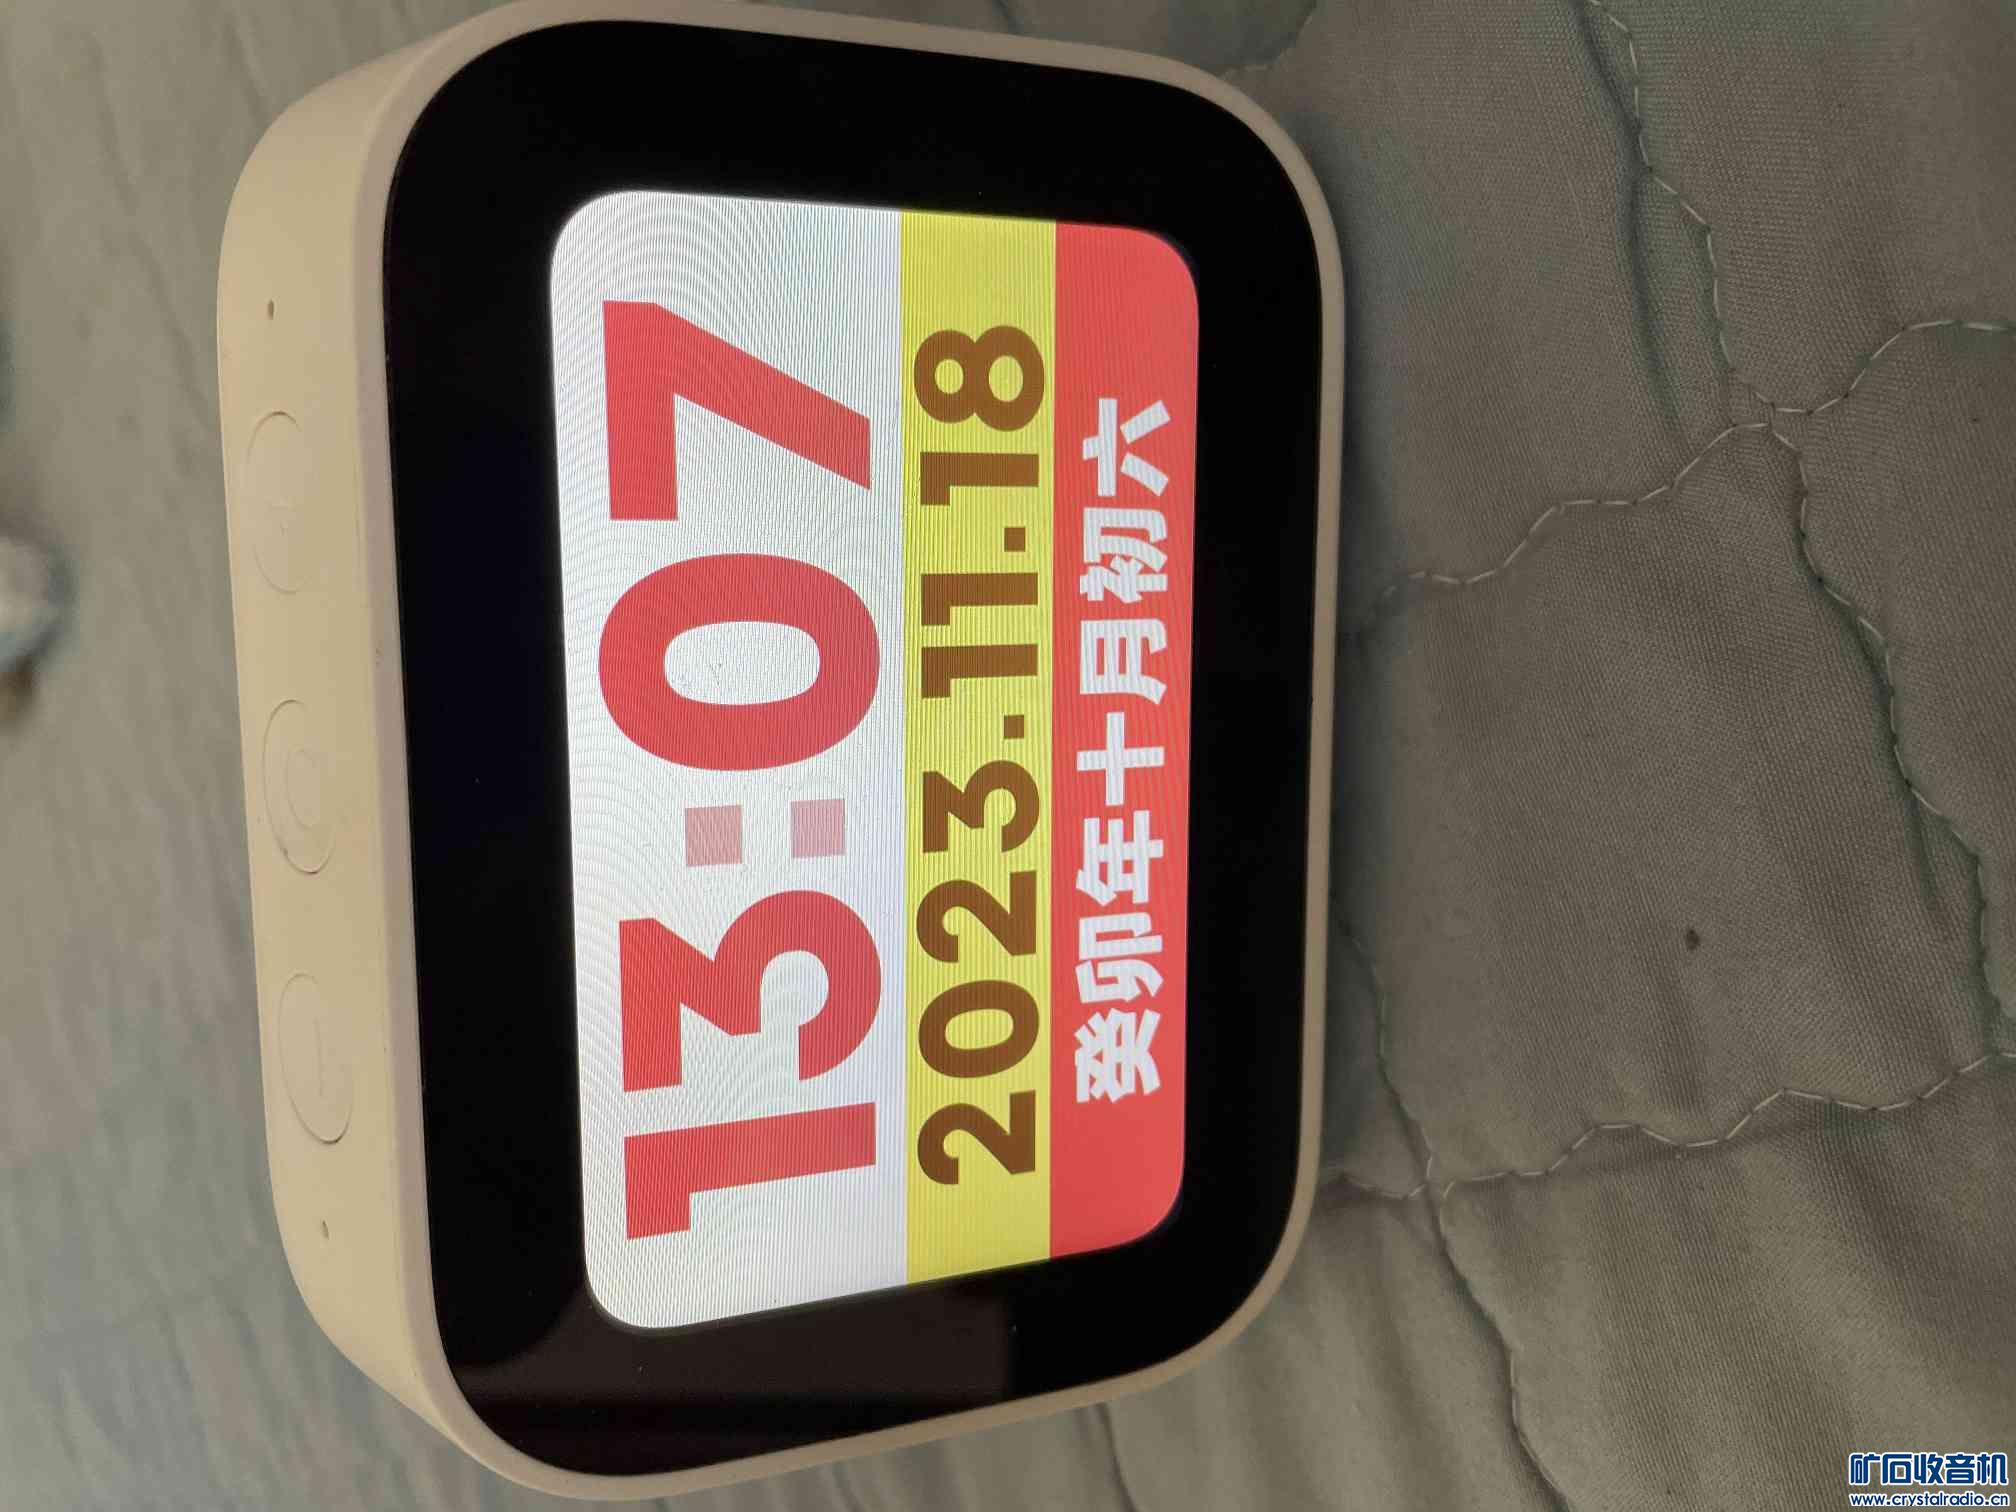 13:07
2023.11.18
癸卯年十月初六
矿石收音机
www.crystalradio.cn